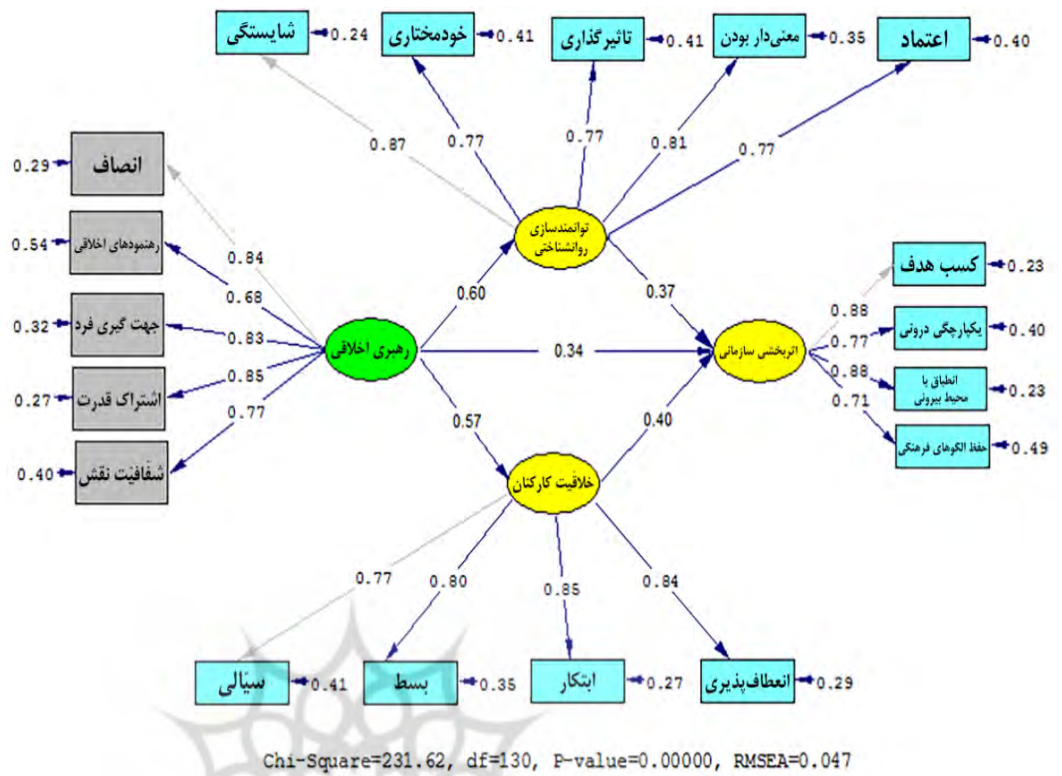 شایستگی
0.24
خودمختاری
0.41
تاثیرگذاری
0.41
معنی‌دار بودن
0.35
اعتماد
0.40
0.87
0.77
0.77
0.81
0.77
0.29
انصاف
0.54
رهنمودهای اخلاقی
0.32
جهت گیری فرد
0.27
اشتراک قدرت
0.40
شفافیّت نقش
0.84
0.68
0.83
0.85
0.77
توانمندسازی
روانشناختی
رهبری اخلاقی
اثربخشی سازمانی
خلاقیت کارکنان
0.60
0.37
0.34
0.57
0.40
0.88
0.77
0.88
0.71
کسب هدف
0.23
یکپارچگی درونی
0.40
انطباق با
محیط بیرونی
0.23
حفظ الگوهای فرهنگی
0.49
0.77
0.80
0.85
0.84
سیّالی
0.41
بسط
0.35
ابتکار
0.27
انعطاف‌پذیری
0.29
Chi-Square=231.62, df=130, P-value=0.00000, RMSEA=0.047